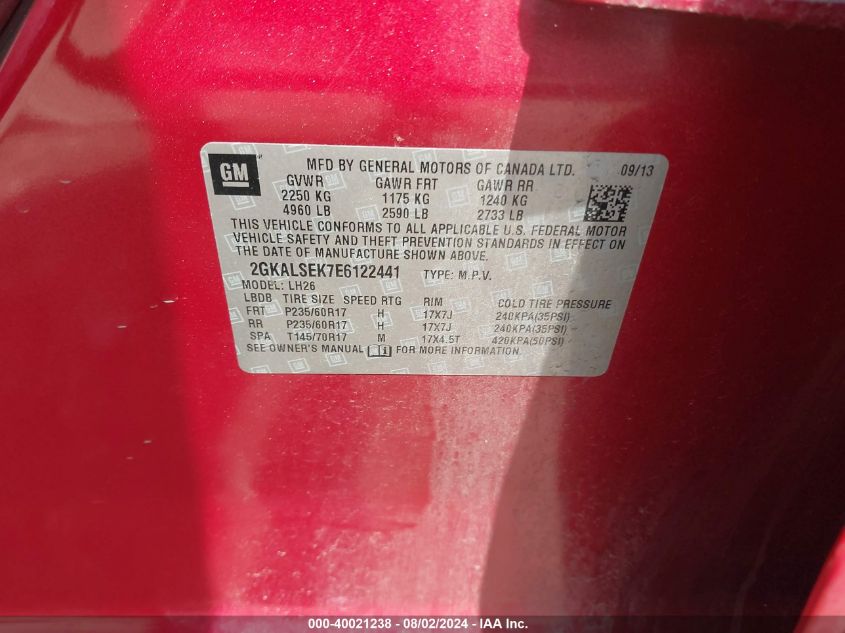 GM
MFD BY GENERAL MOTORS OF CANADA LTD. 09/13
GVWR GAWR FRT GAWR RR
2250 KG 1175 KG 1240 KG
4960 LB 2590 LB 2733 LB
THIS VEHICLE CONFORMS TO ALL APPLICABLE U.S. FEDERAL MOTOR
VEHICLE SAFETY AND THEFT PREVENTION STANDARDS IN EFFECT ON
THE DATE OF MANUFACTURE SHOWN ABOVE.
2GKALSEK7E6122441 TYPE: M.P.V.
MODEL: LH26
LBDB TIRE SIZE SPEED RTG RIM COLD TIRE PRESSURE
FRT P235/60R17 H 17X7J 240KPA(35PSI)
RR P235/60R17 H 17X7J 240KPA(35PSI)
SPA T145/70R17 M 17X4.5T 420KPA(60PSI)
SEE OWNER'S MANUAL FOR MORE INFORMATION.
000-40021238 - 08/02/2024 - IAA Inc.